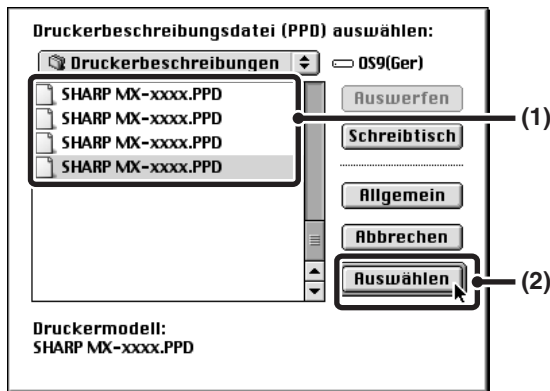 Druckerbeschreibungsdatei (PPD) auswählen:
Druckerbeschreibungen
OS9(Ger)
SHARP MX-xxxx.PPD
SHARP MX-xxxx.PPD
SHARP MX-xxxx.PPD
SHARP MX-xxxx.PPD
Auswerfen
Schreibtisch
Allgemein
Abbrechen
Auswählen
(1)
(2)
Druckermodell:
SHARP MX-xxxx.PPD